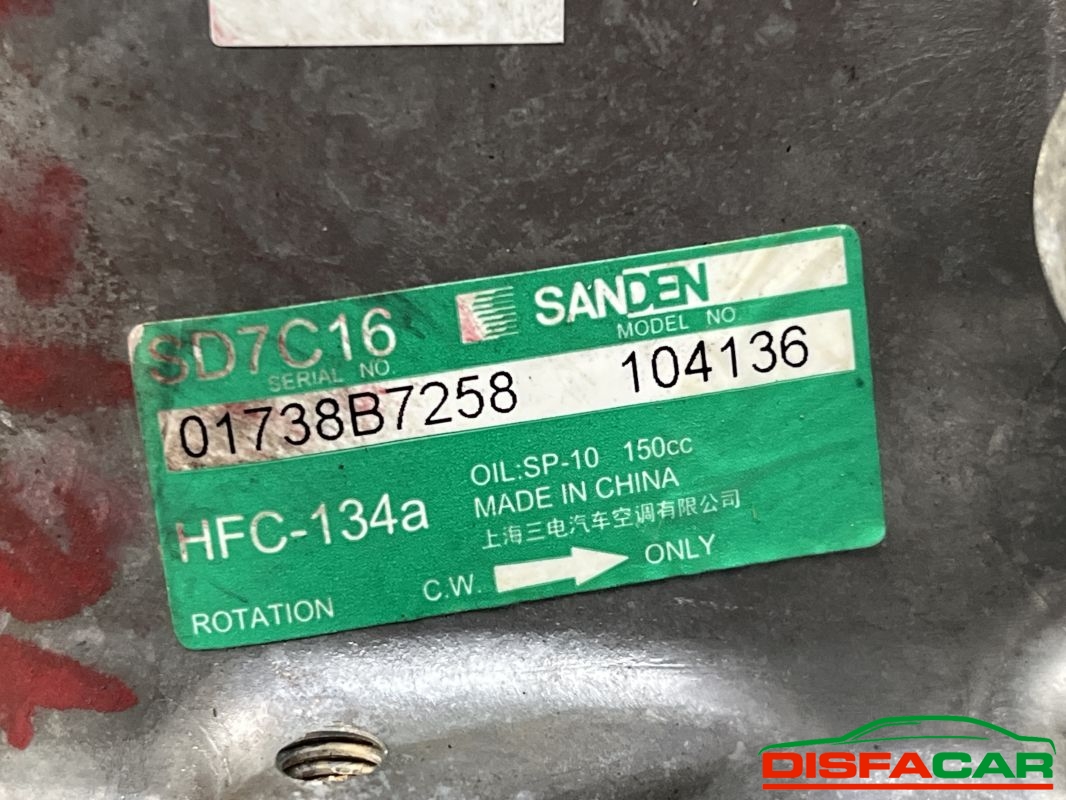 SD7C16 SANDEN
SERIAL NO. MODEL NO.
01738B7258 104136
HFC-134a OIL:SP-10 150cc
MADE IN CHINA
上海三电汽车空调有限公司
ROTATION C.W. ONLY
DISFACAR